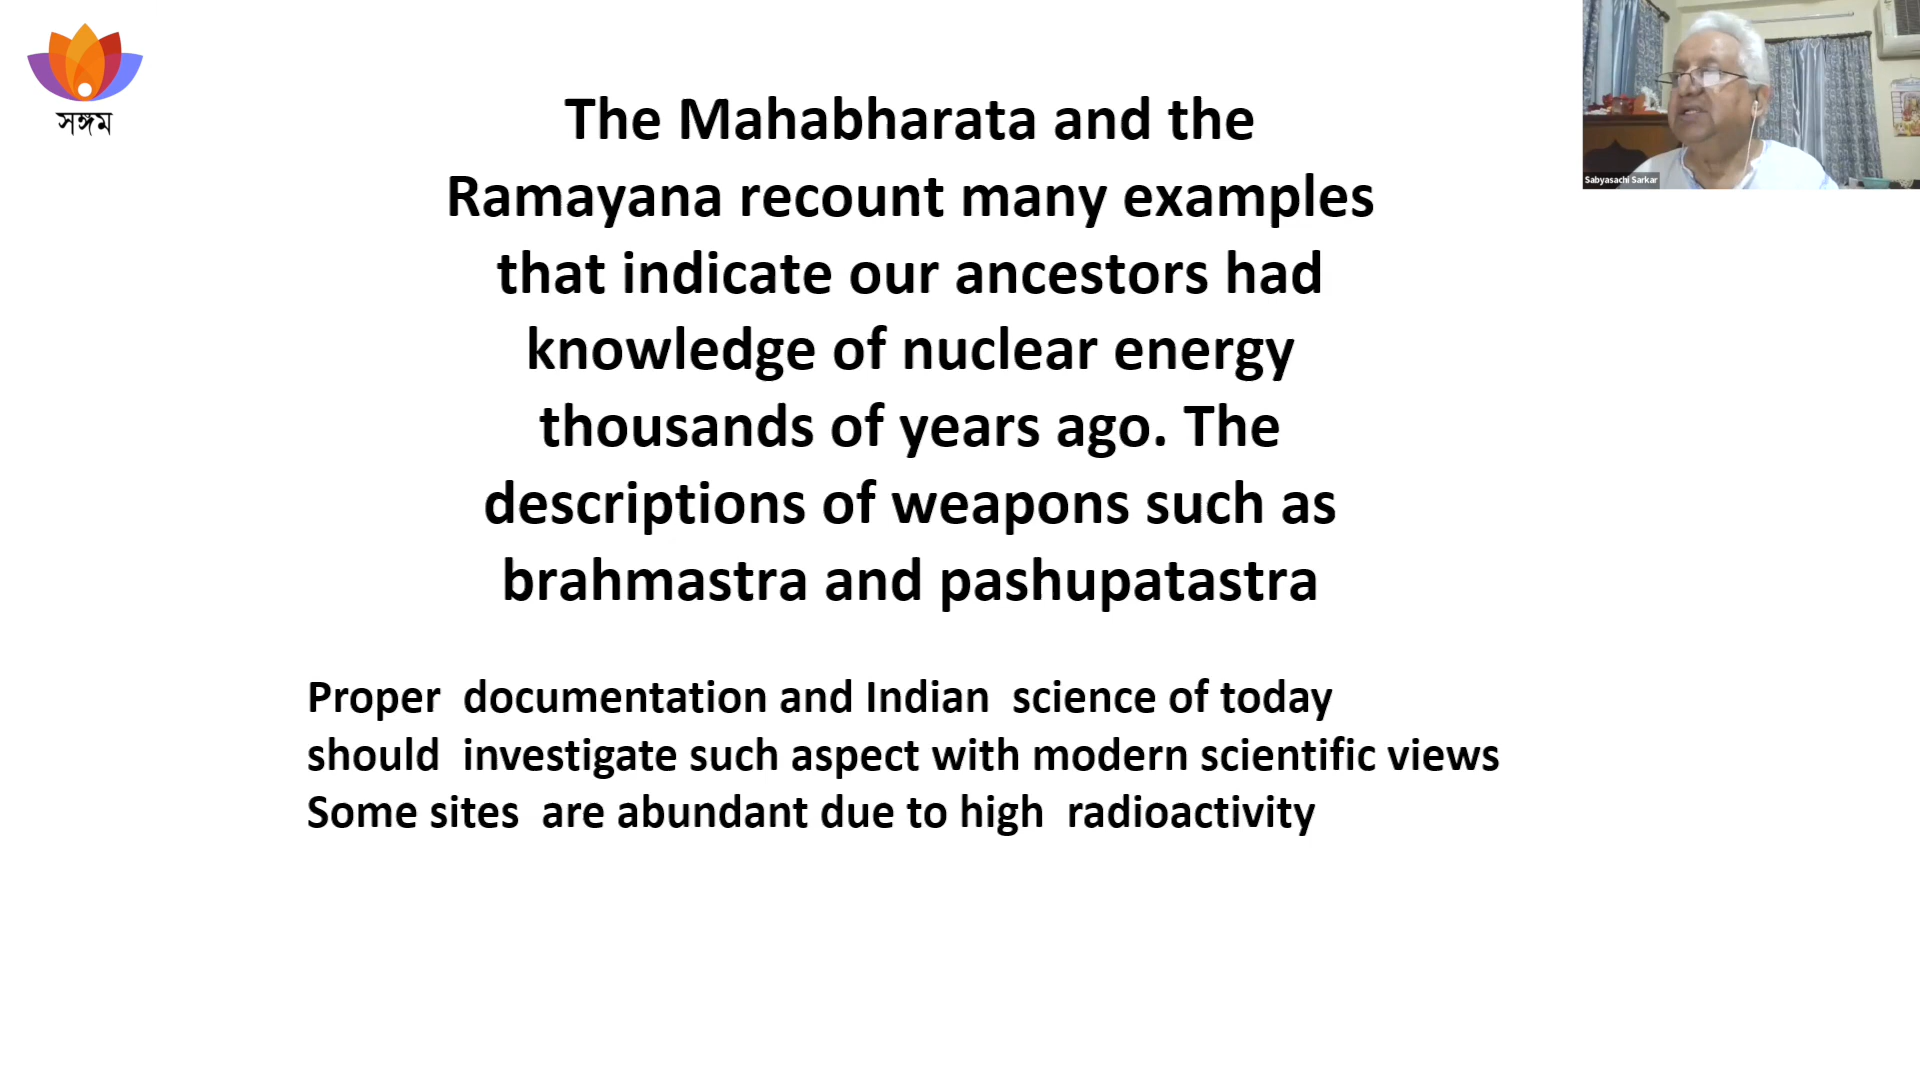 সঙ্গম
The Mahabharata and the
Ramayana recount many examples
that indicate our ancestors had
knowledge of nuclear energy
thousands of years ago. The
descriptions of weapons such as
brahmastra and pashupatastra
Proper documentation and Indian science of today
should investigate such aspect with modern scientific views
Some sites are abundant due to high radioactivity
Sabyasachi Sarkar